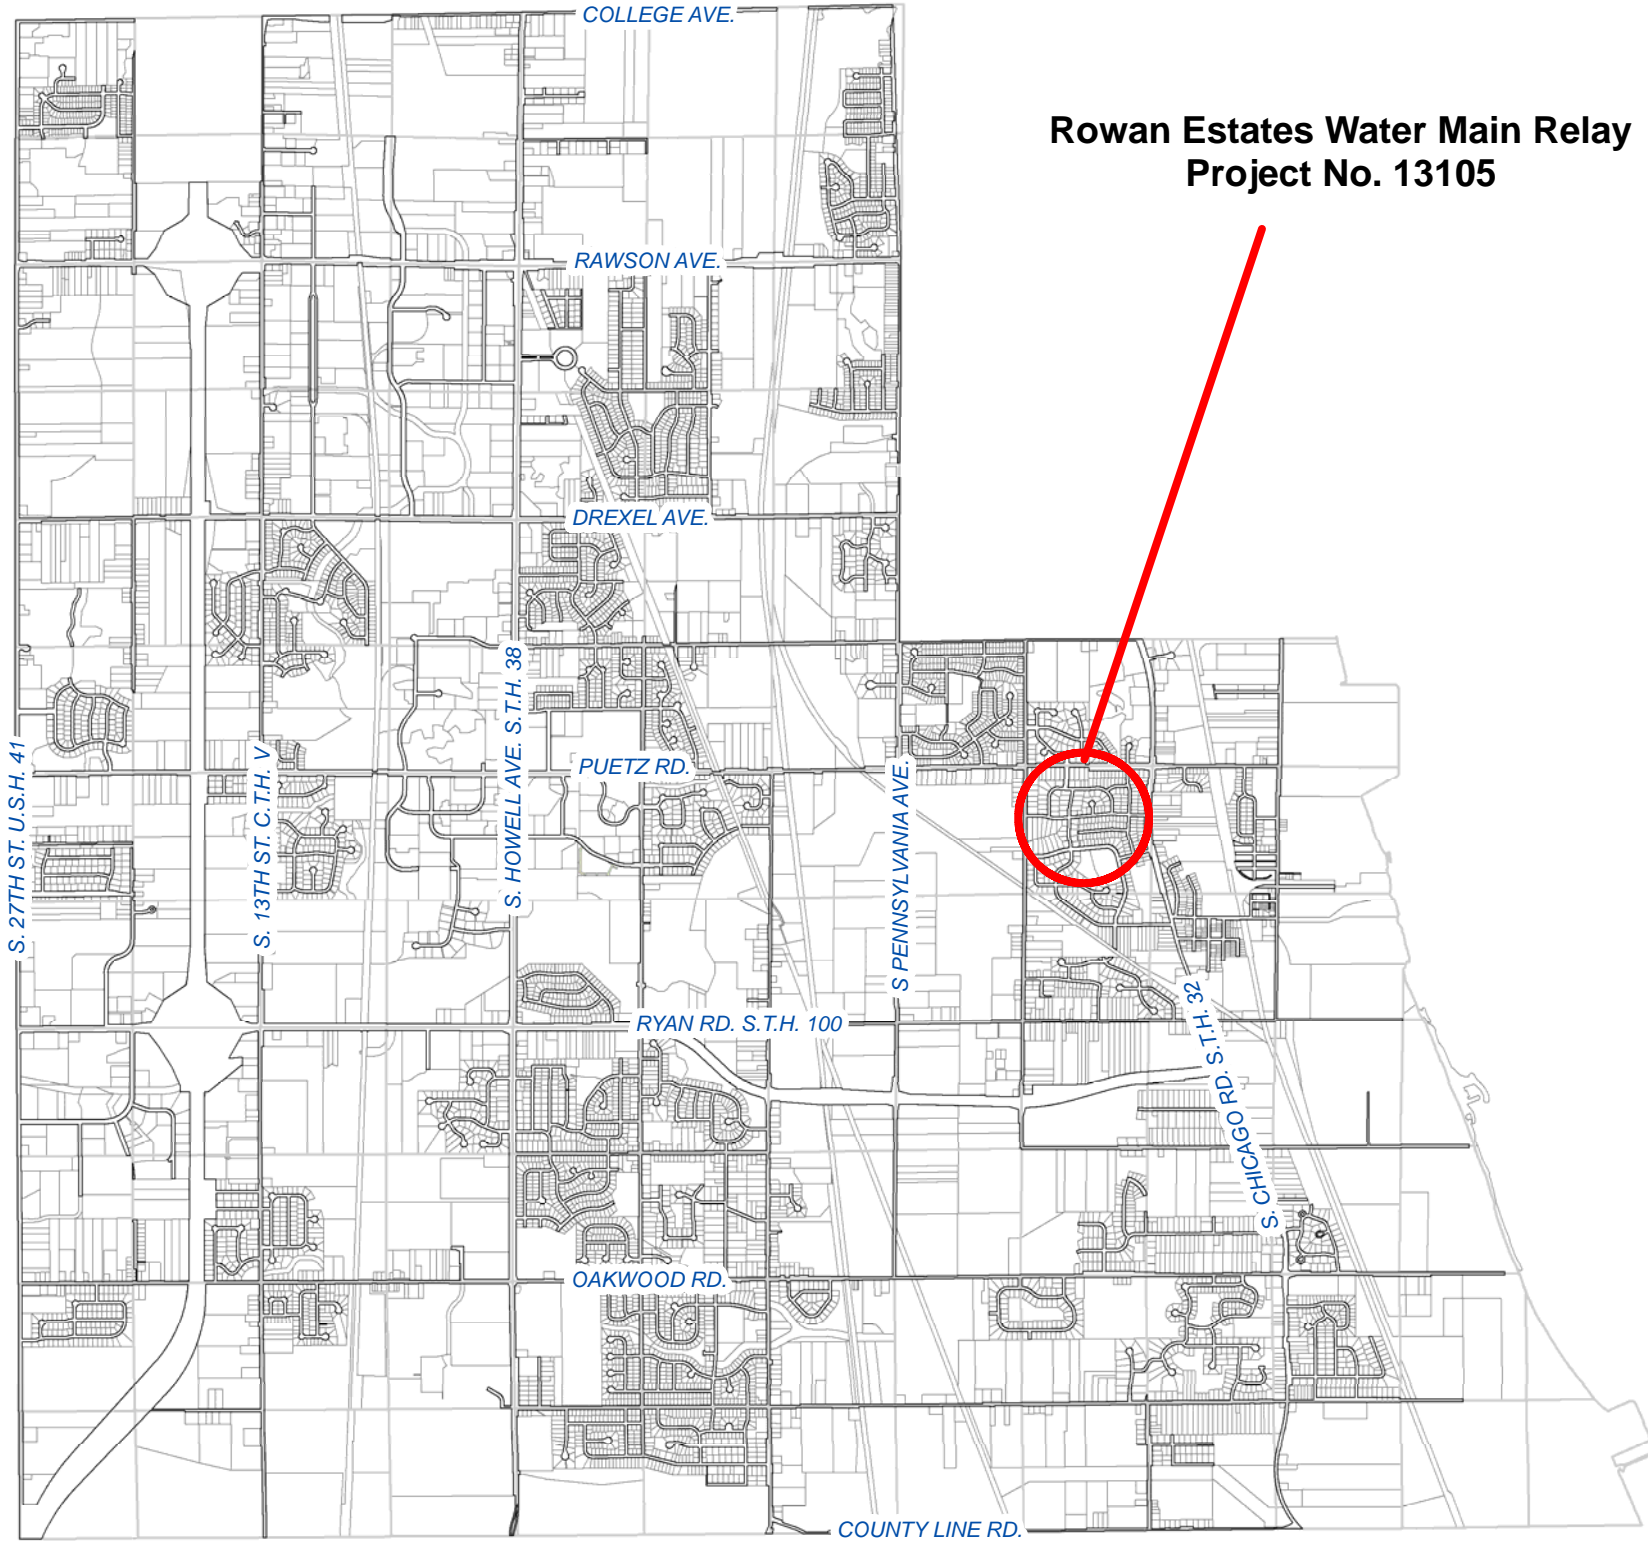 COLLEGE AVE.
Rowan Estates Water Main Relay
Project No. 13105
RAWSON AVE.
DREXEL AVE.
S. 27TH ST. U.S.H. 41
S. 13TH ST. C.T.H. V
S. HOWELL AVE. S.T.H. 38
PUETZ RD.
S PENNSYLVANIA AVE.
RYAN RD. S.T.H. 100
S. CHICAGO RD. S.T.H. 32
OAKWOOD RD.
COUNTY LINE RD.